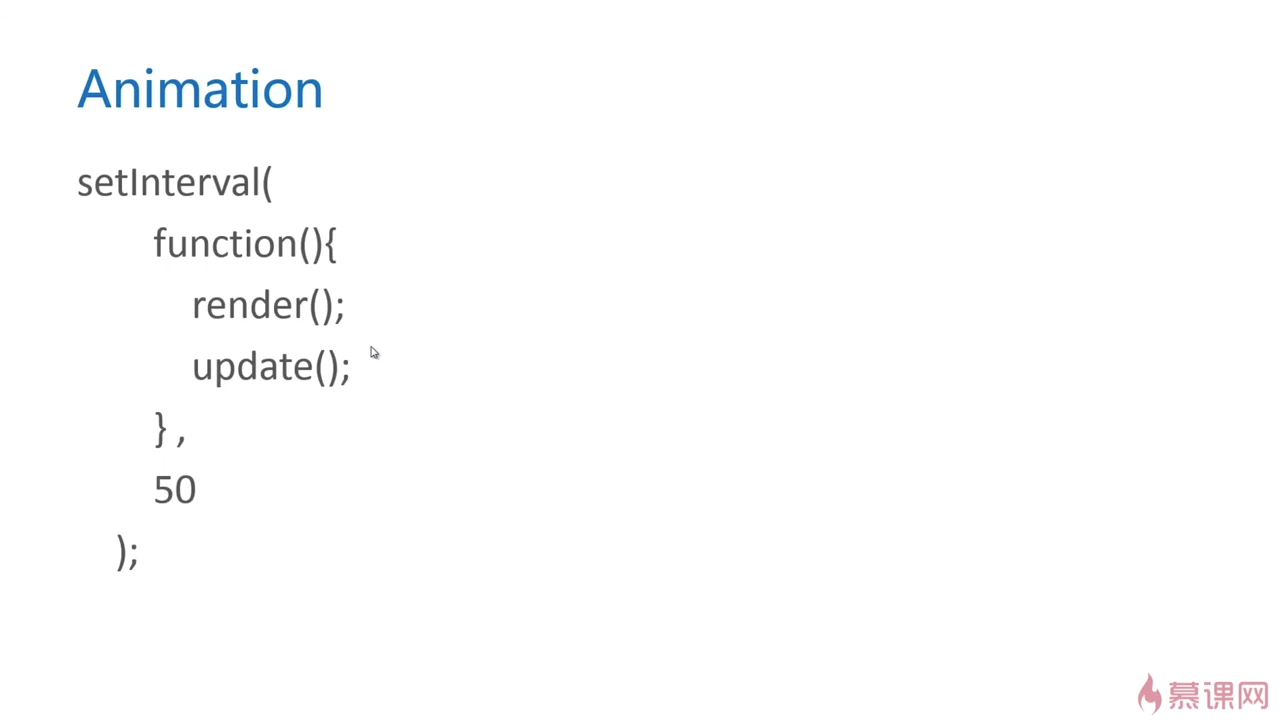 Animation
setInterval(
function(){
render();
update();
} ,
50
);
慕课网